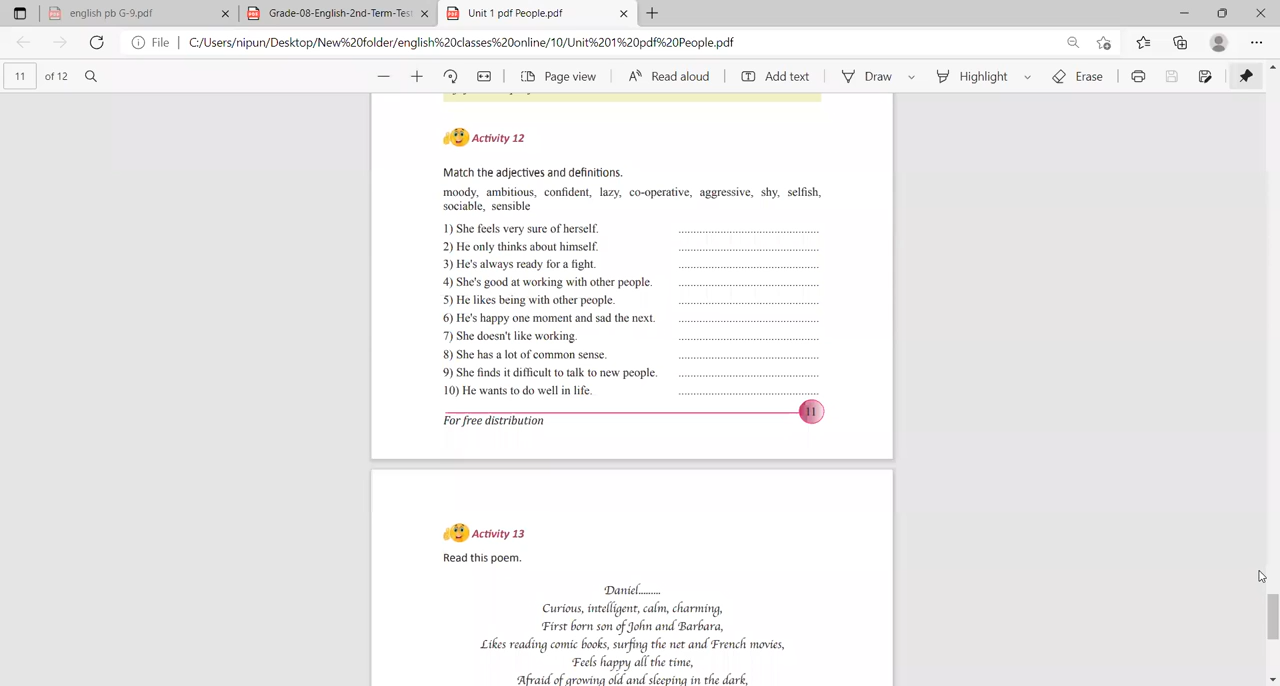 english pb G-9.pdf
Grade-08-English-2nd-Term-Test
Unit 1 pdf People.pdf
File
C:/Users/nipun/Desktop/New%20folder/english%20classes%20online/10/Unit%201%20pdf%20People.pdf
11 of 12
Page view
Read aloud
Add text
Draw
Highlight
Erase
Activity 12
Match the adjectives and definitions.
moody, ambitious, confident, lazy, co-operative, aggressive, shy, selfish,
sociable, sensible
1) She feels very sure of herself. ................................................
2) He only thinks about himself. ................................................
3) He's always ready for a fight. ................................................
4) She's good at working with other people. ................................................
5) He likes being with other people. ................................................
6) He's happy one moment and sad the next. ................................................
7) She doesn't like working. ................................................
8) She has a lot of common sense. ................................................
9) She finds it difficult to talk to new people. ................................................
10) He wants to do well in life. ................................................
11
For free distribution
Activity 13
Read this poem.
Daniel.........
Curious, intelligent, calm, charming,
First born son of John and Barbara,
Likes reading comic books, surfing the net and French movies,
Feels happy all the time,
Afraid of growing old and sleeping in the dark,